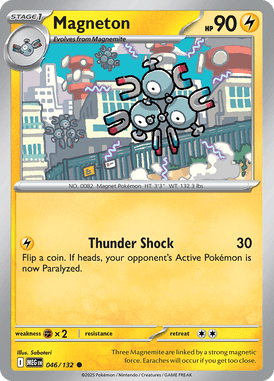 STAGE 1
Magneton
HP 90
Evolves from Magnemite
NO. 0082 Magnet Pokémon HT: 3'3" WT: 132.3 lbs
Thunder Shock 30
Flip a coin. If heads, your opponent's Active Pokémon is
now Paralyzed.
weakness × 2 resistance retreat
Illus. Saboteri
Three Magnemite are linked by a strong magnetic
force. Earaches will occur if you get too close.
I MEG EN 046/132
©2025 Pokémon / Nintendo / Creatures / GAME FREAK